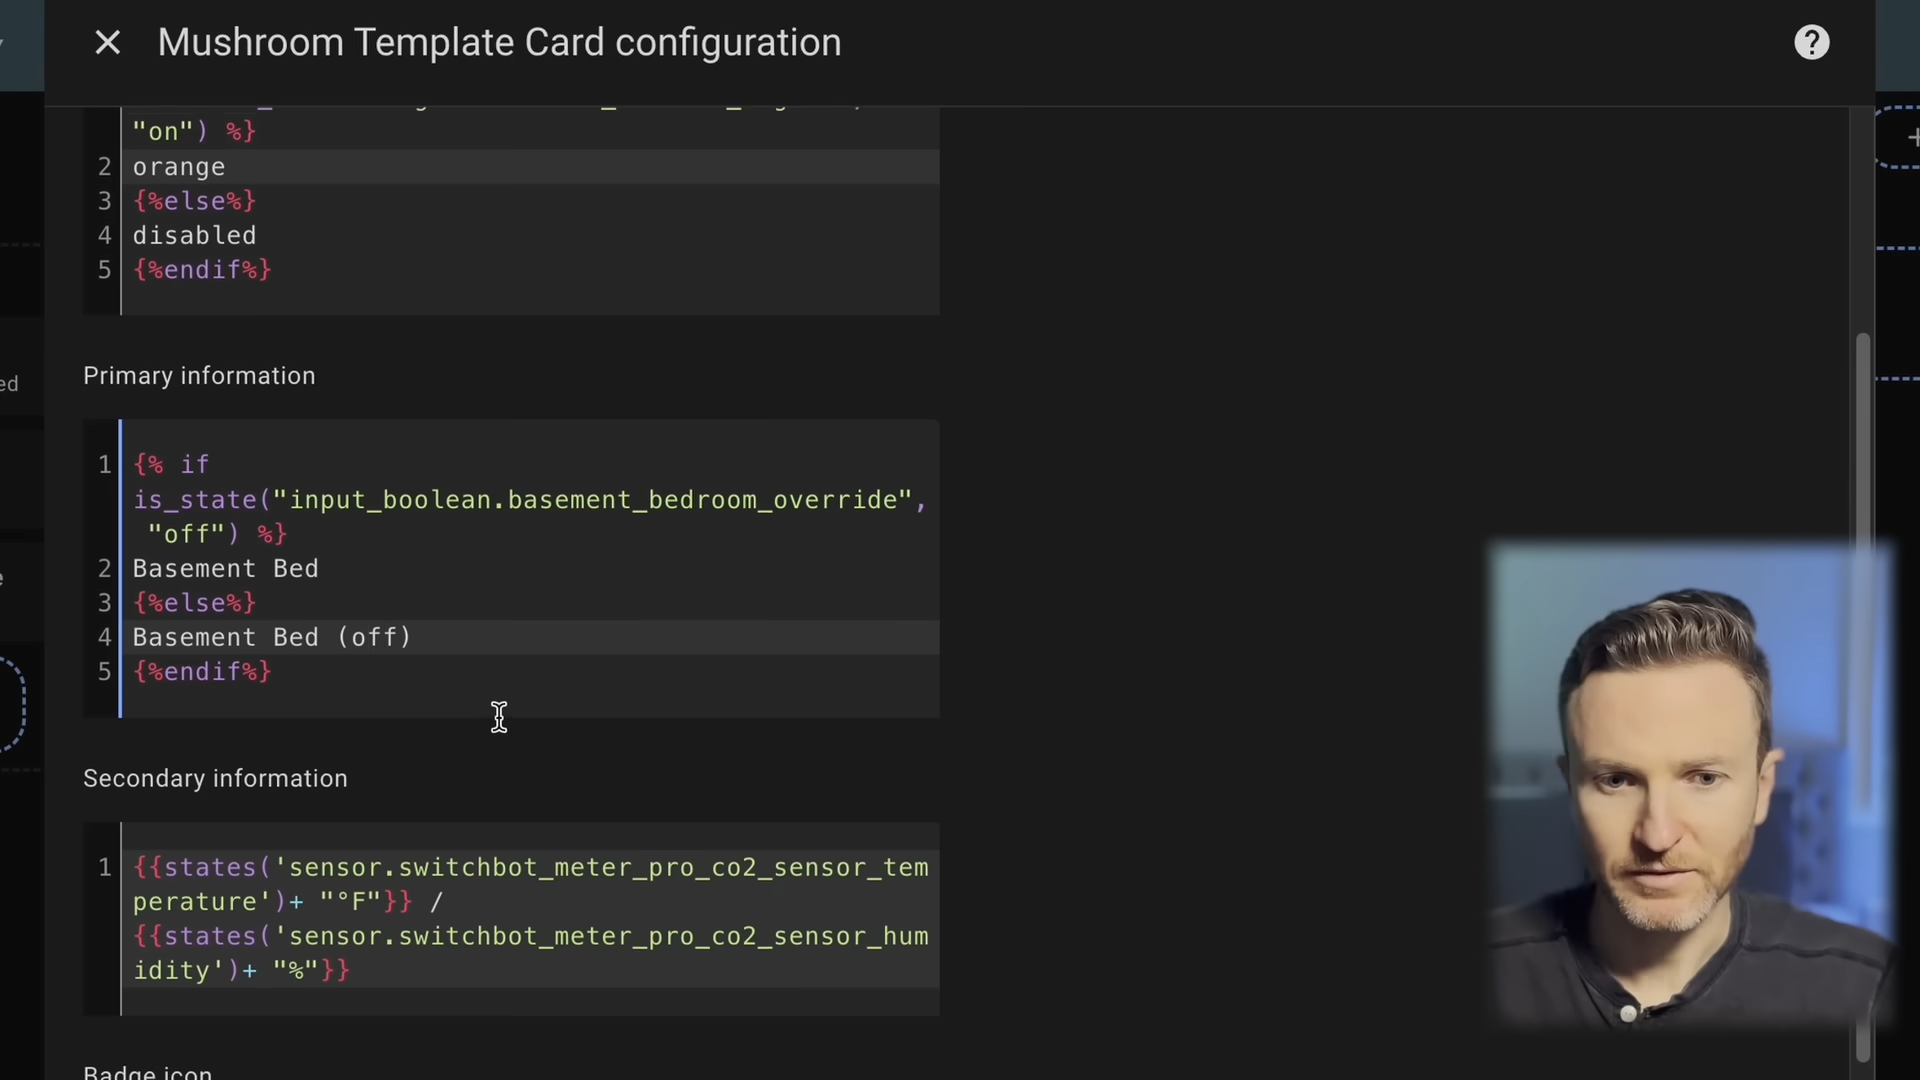 Mushroom Template Card configuration
"on") %}
2 orange
3 {%else%}
4 disabled
5 {%endif%}
Primary information
1 {% if
is_state("input_boolean.basement_bedroom_override",
"off") %}
2 Basement Bed
3 {%else%}
4 Basement Bed (off)
5 {%endif%}
Secondary information
1 {{states('sensor.switchbot_meter_pro_co2_sensor_tem
perature')+ "°F"}} /
{{states('sensor.switchbot_meter_pro_co2_sensor_hum
idity')+ "%"}}
Badge icon
ed